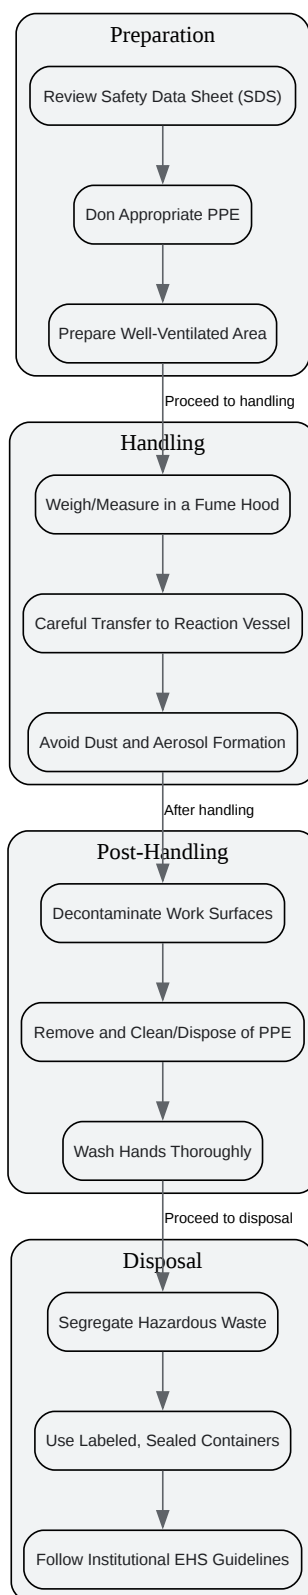 Preparation
Review Safety Data Sheet (SDS)
Don Appropriate PPE
Prepare Well-Ventilated Area
Proceed to handling
Handling
Weigh/Measure in a Fume Hood
Careful Transfer to Reaction Vessel
Avoid Dust and Aerosol Formation
After handling
Post-Handling
Decontaminate Work Surfaces
Remove and Clean/Dispose of PPE
Wash Hands Thoroughly
Proceed to disposal
Disposal
Segregate Hazardous Waste
Use Labeled, Sealed Containers
Follow Institutional EHS Guidelines